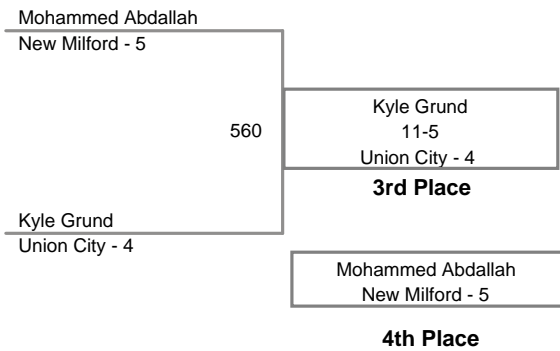 Mohammed Abdallah
New Milford - 5
560
Kyle Grund
11-5
Union City - 4
3rd Place
Kyle Grund
Union City - 4
Mohammed Abdallah
New Milford - 5
4th Place